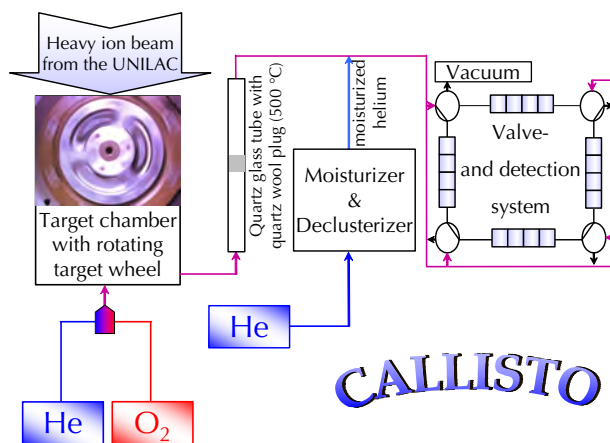 Heavy ion beam
from the UNILAC
Target chamber
with rotating
target wheel
He
O2
Quartz glass tube with
quartz wool plug (500 °C)
He
Moisturizer
&
Declusterizer
moisturized
helium
Vacuum
Valve-
and detection
system
CALLISTO